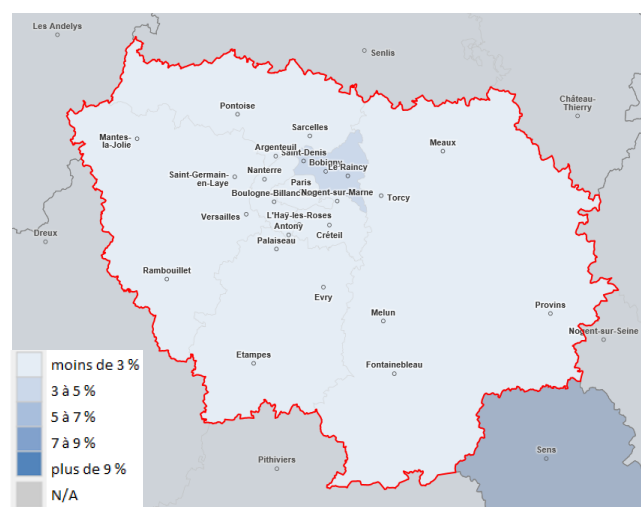 Les Andelys
Senlis
Château-
Thierry
Pontoise
Sarcelles
Mantes-
la-Jolie
Argenteuil
Saint-Denis
Meaux
Bobigny
Le Raincy
Saint-Germain-
en-Laye
Nanterre
Paris
Boulogne-Billanc
Nogent-sur-Marne
Torcy
Versailles
L'Haÿ-les-Roses
Antony
Créteil
Dreux
Palaiseau
Rambouillet
Evry
Melun
Provins
Nogent-sur-Seine
Etampes
Fontainebleau
moins de 3 %
3 à 5 %
5 à 7 %
7 à 9 %
plus de 9 %
N/A
Pithiviers
Sens